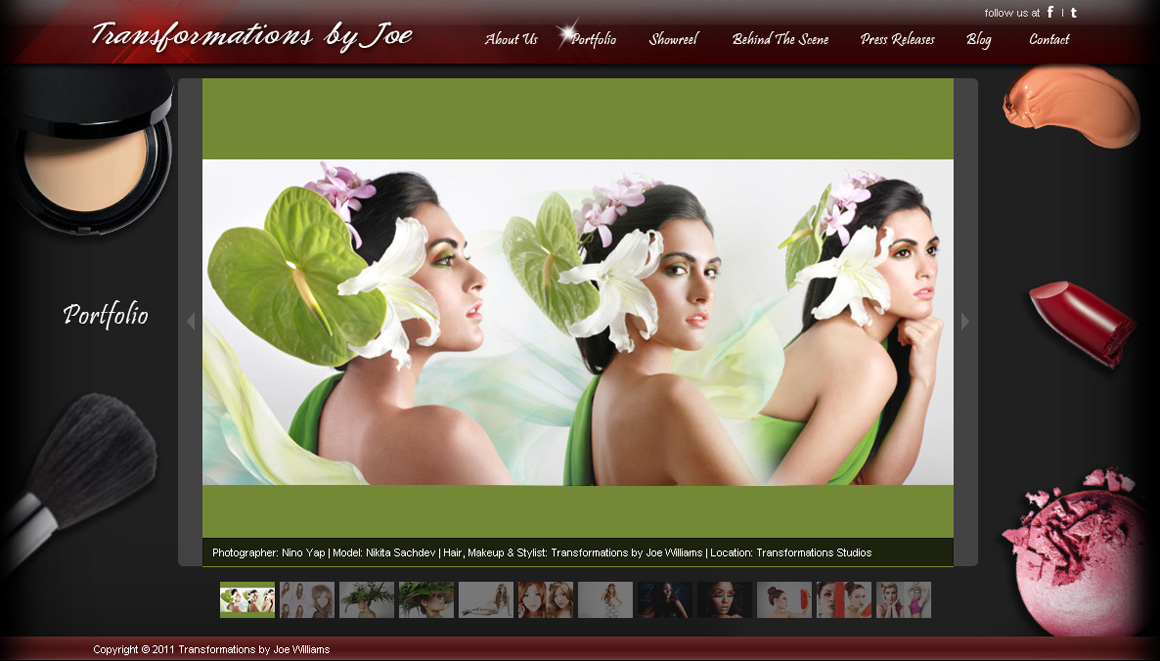 follow us at f | t
Transformations by Joe
About Us Portfolio Showreel Behind The Scene Press Releases Blog Contact
Portfolio
Photographer: Nino Yap | Model: Nikita Sachdev | Hair, Makeup & Stylist: Transformations by Joe Williams | Location: Transformations Studios
Copyright © 2011 Transformations by Joe Williams